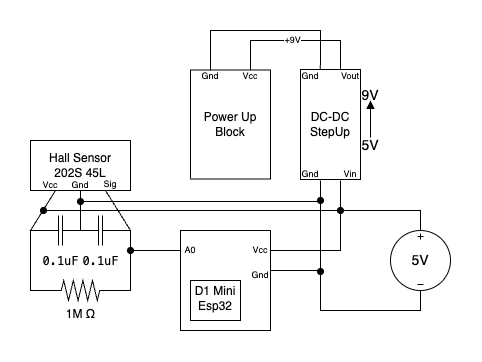 +9V
Gnd Vcc
Gnd Vout
Power Up
Block
DC-DC
StepUp
9V
5V
Hall Sensor
202S 45L
Vcc Gnd Sig
Gnd Vin
0.1uF 0.1uF
1M Ω
A0
Vcc
Gnd
D1 Mini
Esp32
+
5V
−